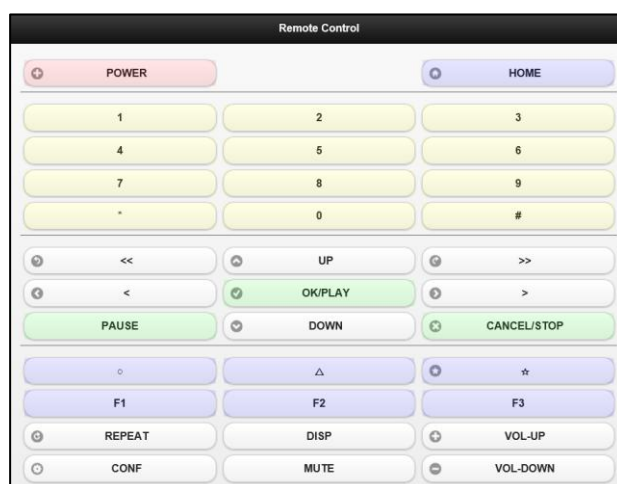 Remote Control
POWER HOME
1 2 3
4 5 6
7 8 9
* 0 #
<< UP >>
< OK/PLAY >
PAUSE DOWN CANCEL/STOP
○ △ ☆
F1 F2 F3
REPEAT DISP VOL-UP
CONF MUTE VOL-DOWN